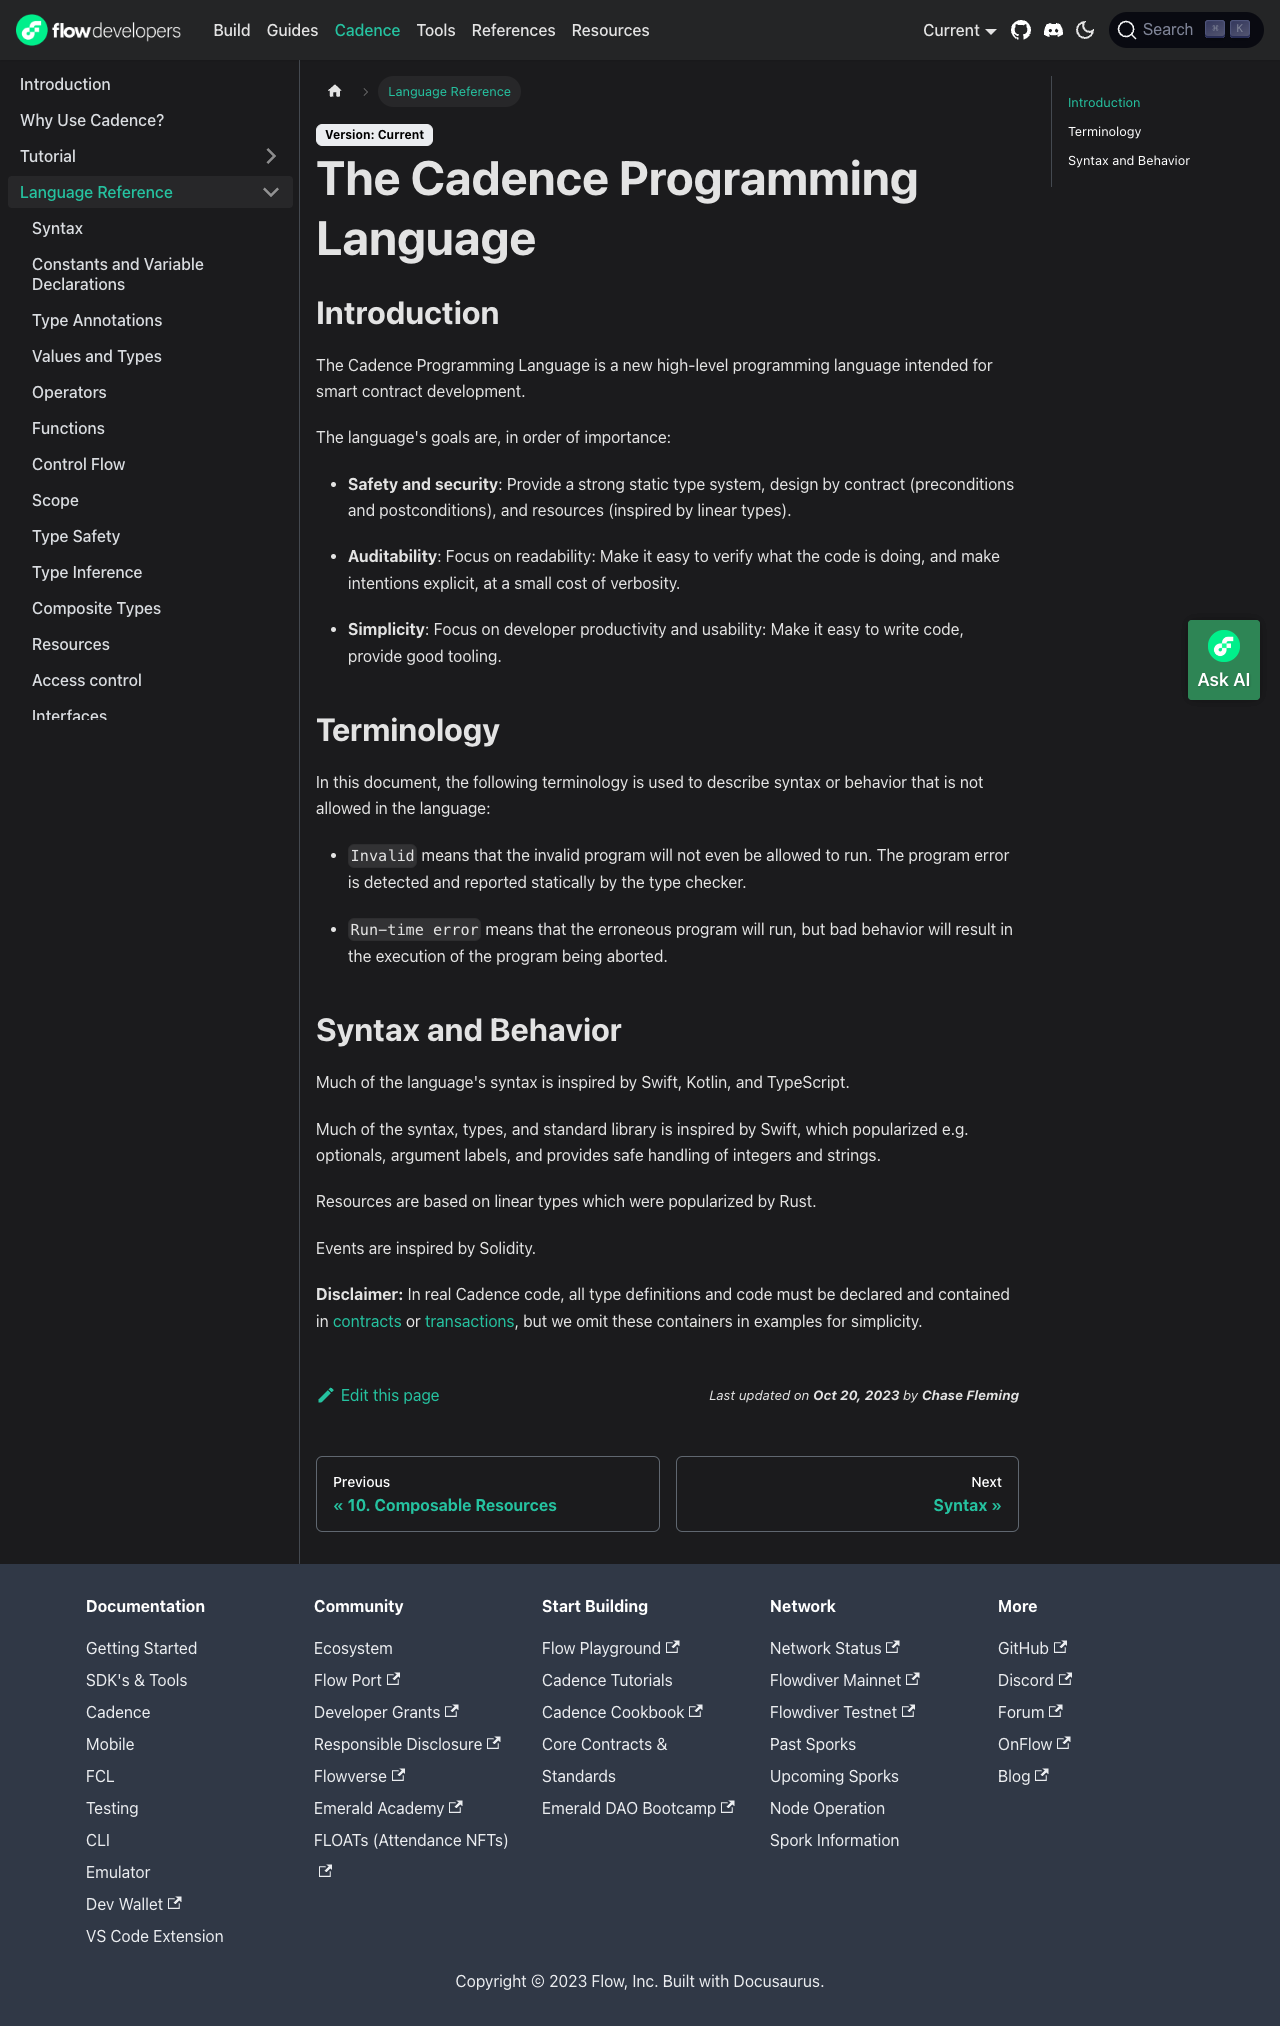 flowdevelopers
Build
Guides
Cadence
Tools
References
Resources
Current
Search
⌘ K
Introduction
Why Use Cadence?
Tutorial
Language Reference
Syntax
Constants and Variable
Declarations
Type Annotations
Values and Types
Operators
Functions
Control Flow
Scope
Type Safety
Type Inference
Composite Types
Resources
Access control
Interfaces
Language Reference
Version: Current
The Cadence Programming
Language
Introduction
The Cadence Programming Language is a new high-level programming language intended for
smart contract development.
The language's goals are, in order of importance:
• Safety and security: Provide a strong static type system, design by contract (preconditions
and postconditions), and resources (inspired by linear types).
• Auditability: Focus on readability: Make it easy to verify what the code is doing, and make
intentions explicit, at a small cost of verbosity.
• Simplicity: Focus on developer productivity and usability: Make it easy to write code,
provide good tooling.
Terminology
In this document, the following terminology is used to describe syntax or behavior that is not
allowed in the language:
• Invalid means that the invalid program will not even be allowed to run. The program error
is detected and reported statically by the type checker.
• Run-time error means that the erroneous program will run, but bad behavior will result in
the execution of the program being aborted.
Syntax and Behavior
Much of the language's syntax is inspired by Swift, Kotlin, and TypeScript.
Much of the syntax, types, and standard library is inspired by Swift, which popularized e.g.
optionals, argument labels, and provides safe handling of integers and strings.
Resources are based on linear types which were popularized by Rust.
Events are inspired by Solidity.
Disclaimer: In real Cadence code, all type definitions and code must be declared and contained
in contracts or transactions, but we omit these containers in examples for simplicity.
Edit this page
Last updated on Oct 20, 2023 by Chase Fleming
Previous
« 10. Composable Resources
Next
Syntax »
Introduction
Terminology
Syntax and Behavior
Ask AI
Documentation
Getting Started
SDK's & Tools
Cadence
Mobile
FCL
Testing
CLI
Emulator
Dev Wallet
VS Code Extension
Community
Ecosystem
Flow Port
Developer Grants
Responsible Disclosure
Flowverse
Emerald Academy
FLOATs (Attendance NFTs)
Start Building
Flow Playground
Cadence Tutorials
Cadence Cookbook
Core Contracts &
Standards
Emerald DAO Bootcamp
Network
Network Status
Flowdiver Mainnet
Flowdiver Testnet
Past Sporks
Upcoming Sporks
Node Operation
Spork Information
More
GitHub
Discord
Forum
OnFlow
Blog
Copyright © 2023 Flow, Inc. Built with Docusaurus.